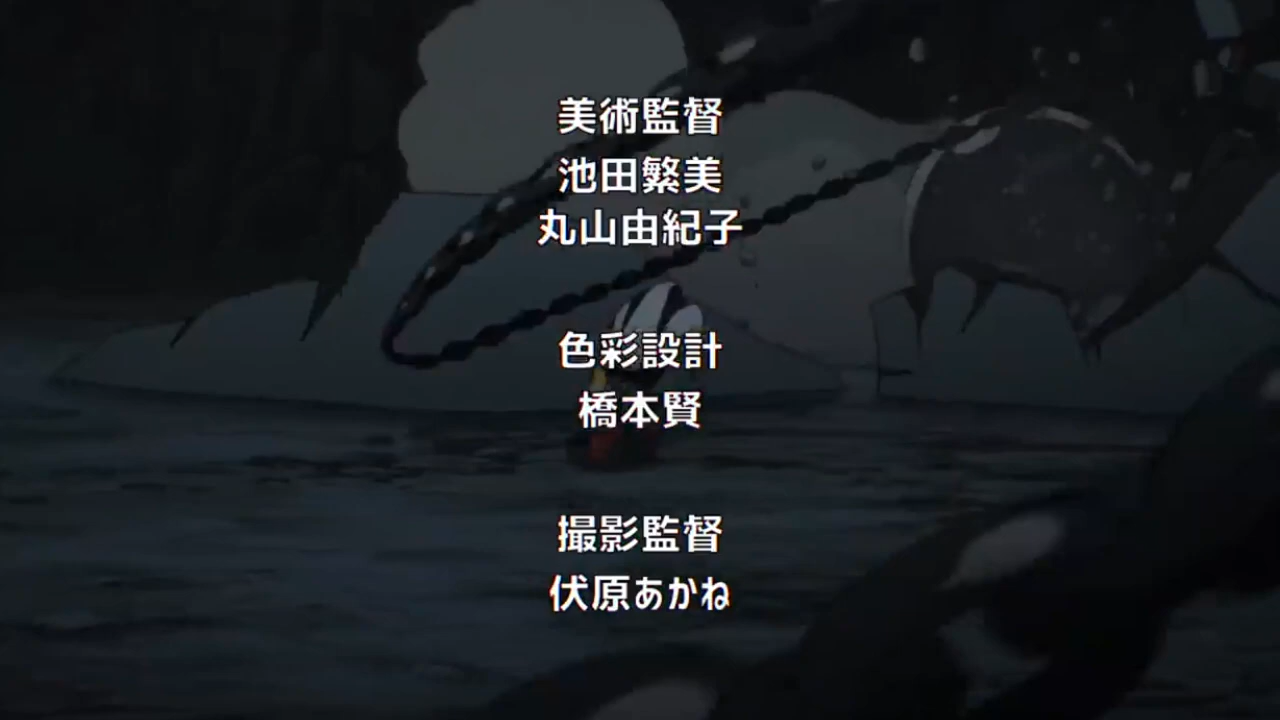 美術監督
池田繁美
丸山由紀子
色彩設計
橋本賢
撮影監督
伏原あかね